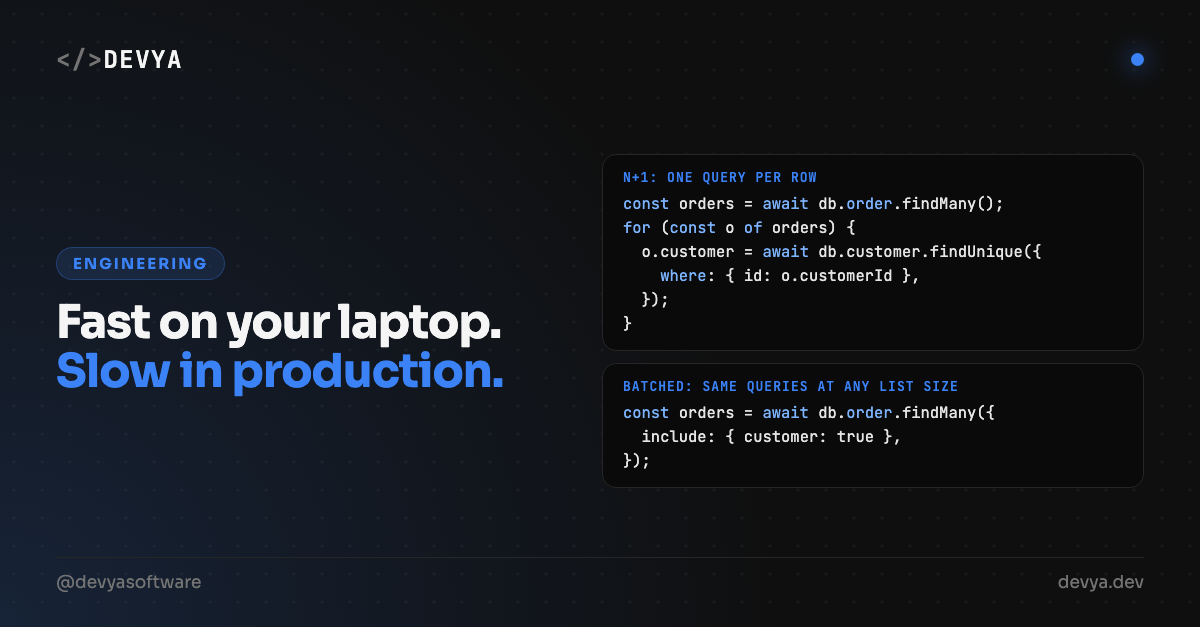 </>DEVYA
ENGINEERING
Fast on your laptop.
Slow in production.
N+1: ONE QUERY PER ROW
const orders = await db.order.findMany();
for (const o of orders) {
  o.customer = await db.customer.findUnique({
    where: { id: o.customerId },
  });
}
BATCHED: SAME QUERIES AT ANY LIST SIZE
const orders = await db.order.findMany({
  include: { customer: true },
});
@devyasoftware
devya.dev